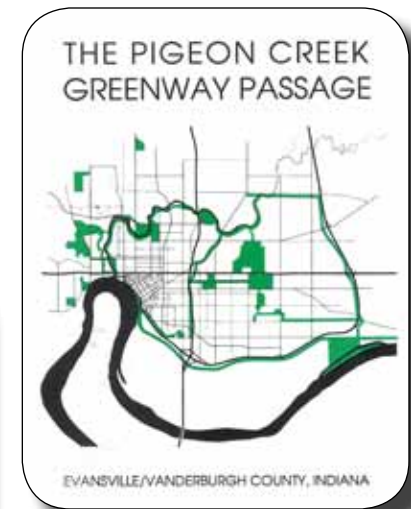 THE PIGEON CREEK
GREENWAY PASSAGE
EVANSVILLE/VANDERBURGH COUNTY, INDIANA